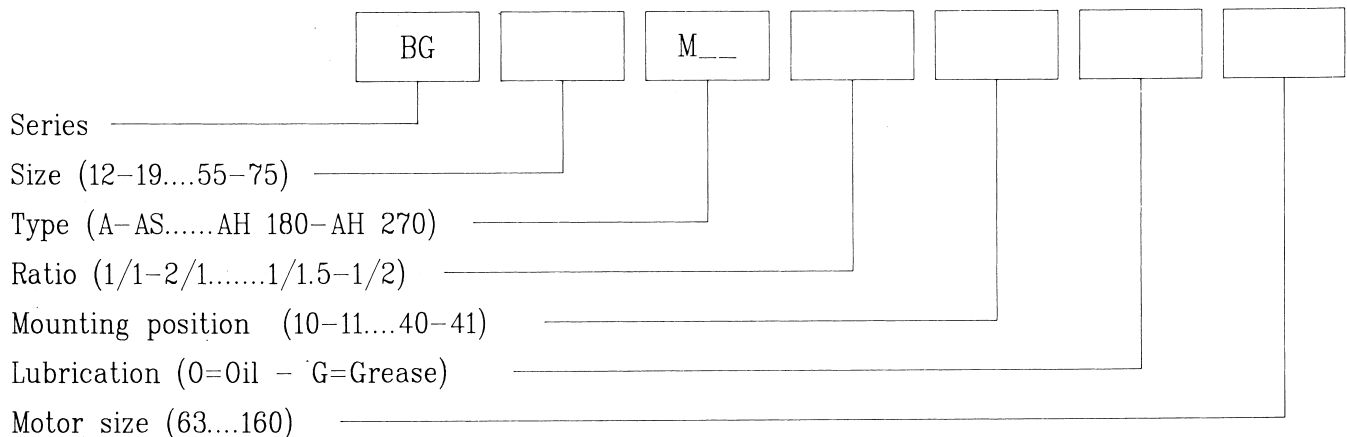 BG M__
Series
Size (12-19....55-75)
Type (A-AS......AH 180-AH 270)
Ratio (1/1-2/1.......1/1.5-1/2)
Mounting position (10-11....40-41)
Lubrication (O=Oil - G=Grease)
Motor size (63....160)